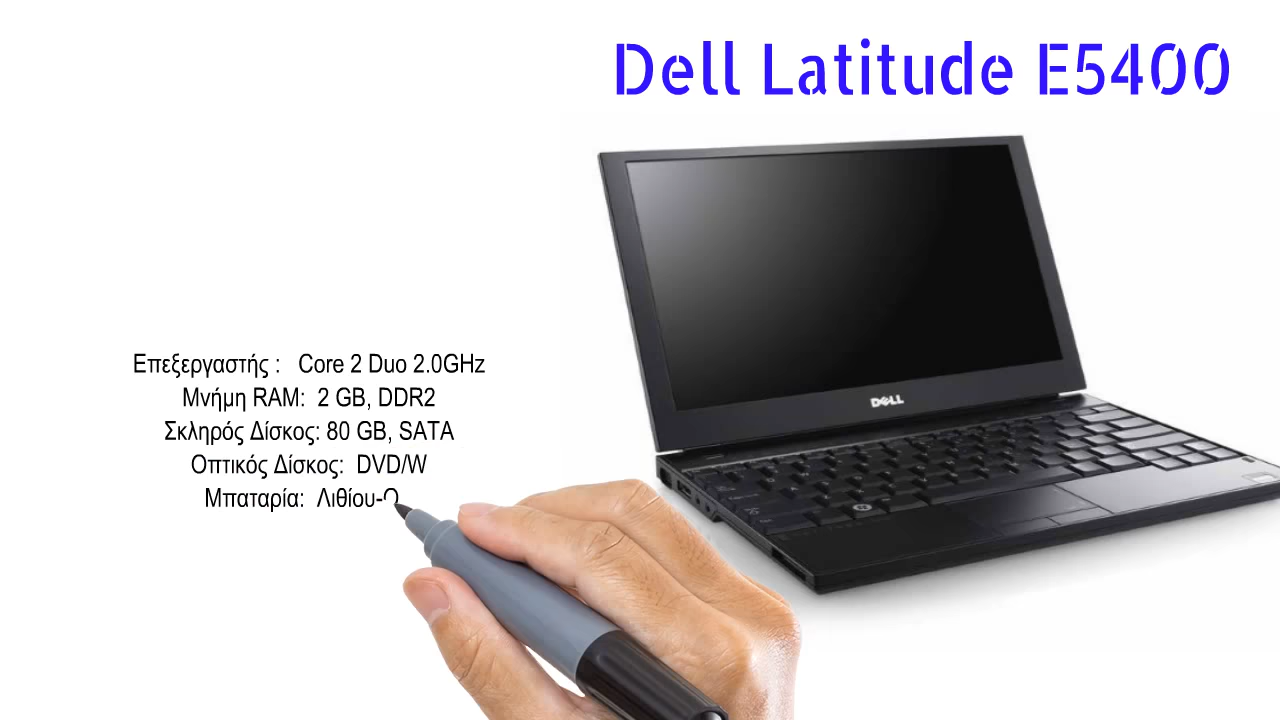 Dell Latitude E5400
Επεξεργαστής : Core 2 Duo 2.0GHz
Μνήμη RAM: 2 GB, DDR2
Σκληρός Δίσκος: 80 GB, SATA
Οπτικός Δίσκος: DVD/W
Μπαταρία: Λιθίου-
DELL